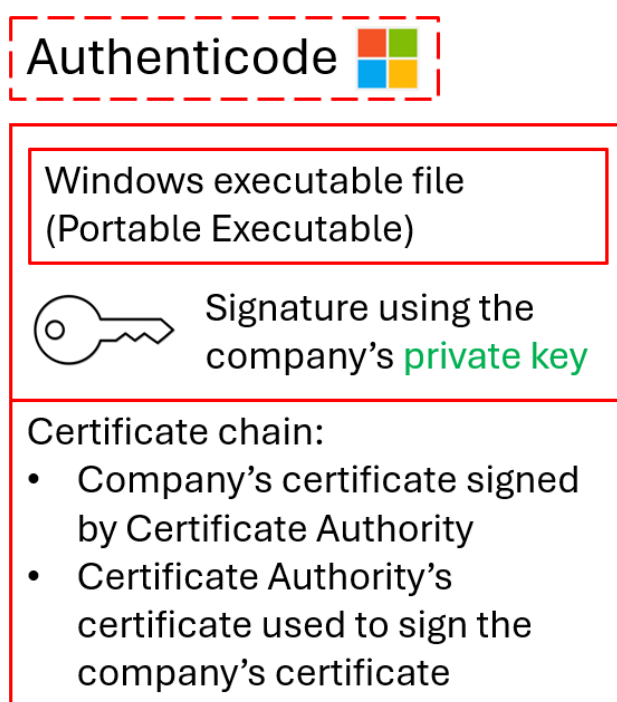 Authenticode
Windows executable file
(Portable Executable)
Signature using the
company’s private key
Certificate chain:
• Company’s certificate signed
by Certificate Authority
• Certificate Authority’s
certificate used to sign the
company’s certificate